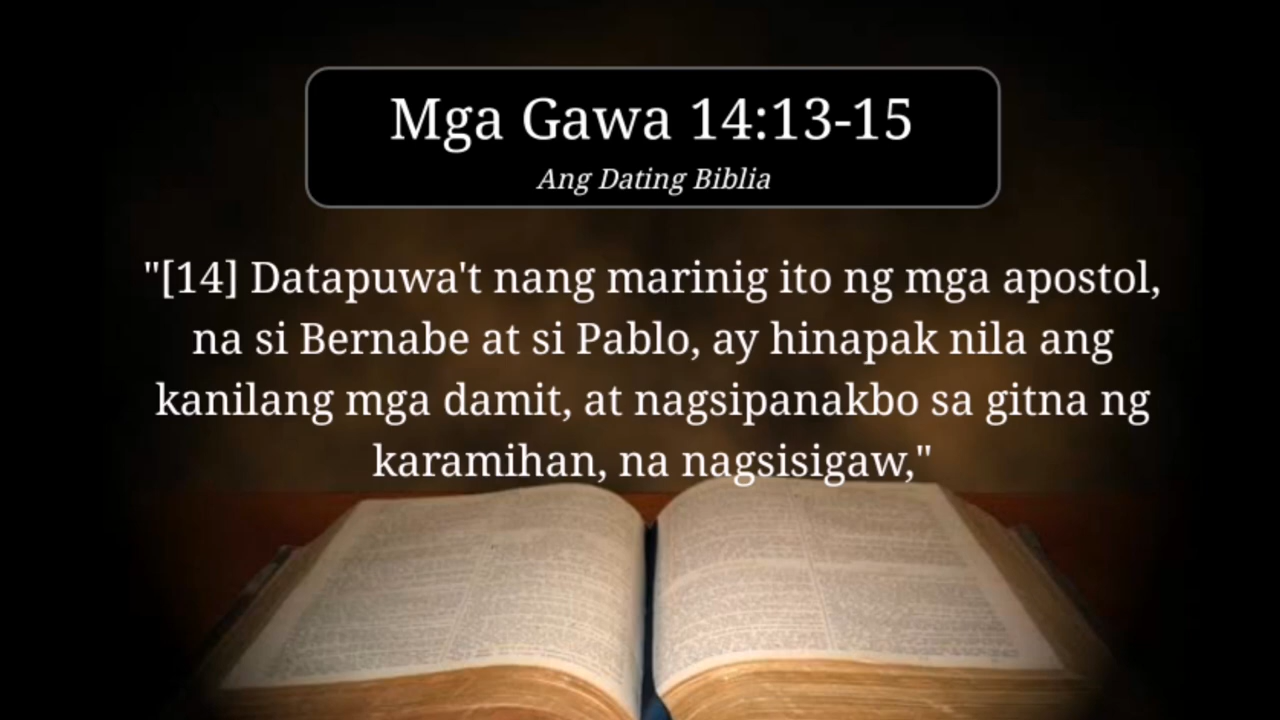 Mga Gawa 14:13-15
Ang Dating Biblia
"[14] Datapuwa't nang marinig ito ng mga apostol,
na si Bernabe at si Pablo, ay hinapak nila ang
kanilang mga damit, at nagsipanakbo sa gitna ng
karamihan, na nagsisigaw,"